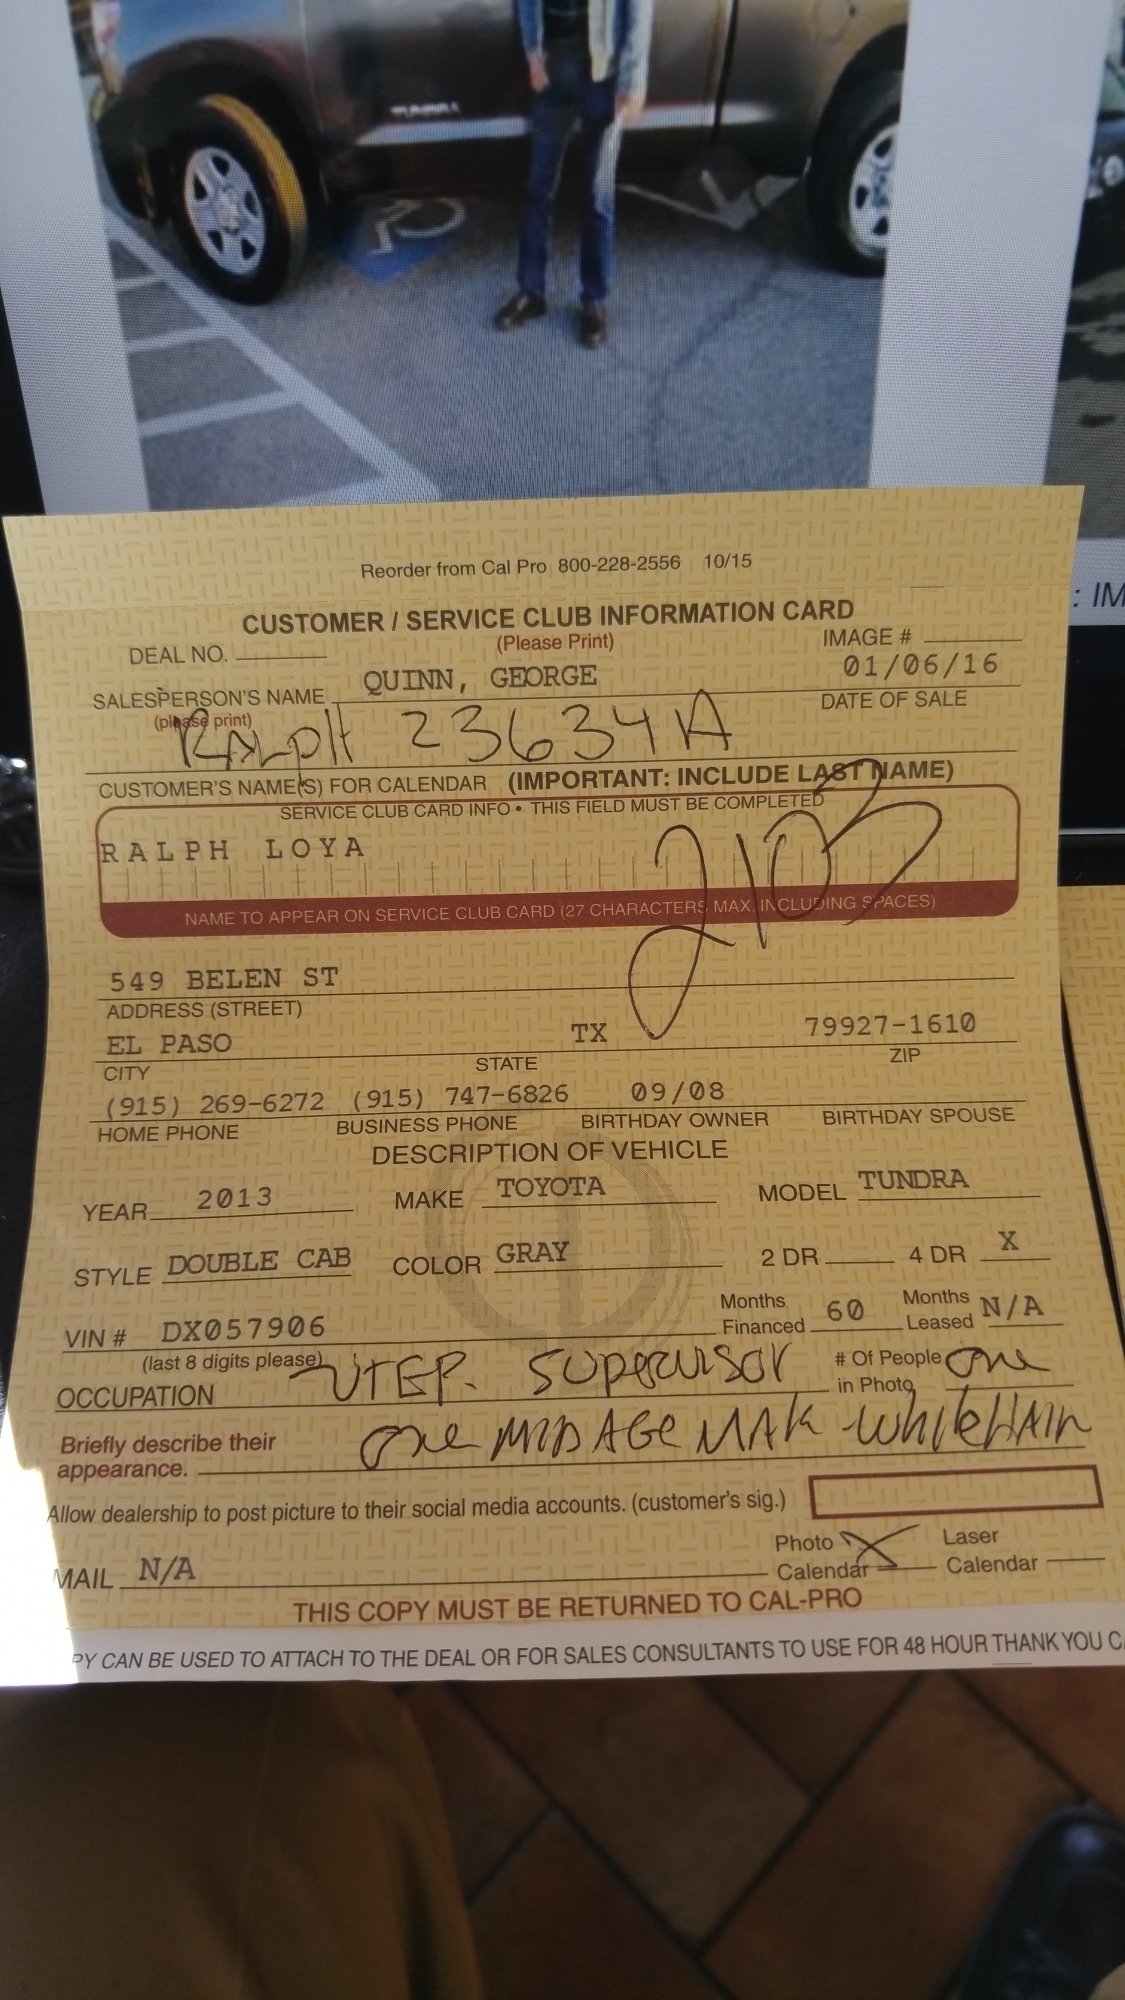 TUNDRA
: IM
Reorder from Cal Pro 800-228-2556 10/15
CUSTOMER / SERVICE CLUB INFORMATION CARD
(Please Print)
DEAL NO. IMAGE #
QUINN, GEORGE 01/06/16
SALESPERSON'S NAME DATE OF SALE
(please print)
RALPH 23634A
CUSTOMER'S NAME(S) FOR CALENDAR (IMPORTANT: INCLUDE LAST NAME)
SERVICE CLUB CARD INFO • THIS FIELD MUST BE COMPLETED
RALPH LOYA
2103
NAME TO APPEAR ON SERVICE CLUB CARD (27 CHARACTERS MAX. INCLUDING SPACES)
549 BELEN ST
ADDRESS (STREET)
EL PASO TX 79927-1610
CITY STATE ZIP
(915) 269-6272 (915) 747-6826 09/08
HOME PHONE BUSINESS PHONE BIRTHDAY OWNER BIRTHDAY SPOUSE
DESCRIPTION OF VEHICLE
YEAR 2013 MAKE TOYOTA MODEL TUNDRA
STYLE DOUBLE CAB COLOR GRAY 2 DR 4 DR X
VIN # DX057906 Months Financed 60 Months Leased N/A
(last 8 digits please)
OCCUPATION UTEP. SUPERVISOR # Of People in Photo one
Briefly describe their appearance. one MID AGE MAle white HAIR
Allow dealership to post picture to their social media accounts. (customer's sig.)
MAIL N/A Photo Calendar X Laser Calendar
THIS COPY MUST BE RETURNED TO CAL-PRO
PY CAN BE USED TO ATTACH TO THE DEAL OR FOR SALES CONSULTANTS TO USE FOR 48 HOUR THANK YOU CA